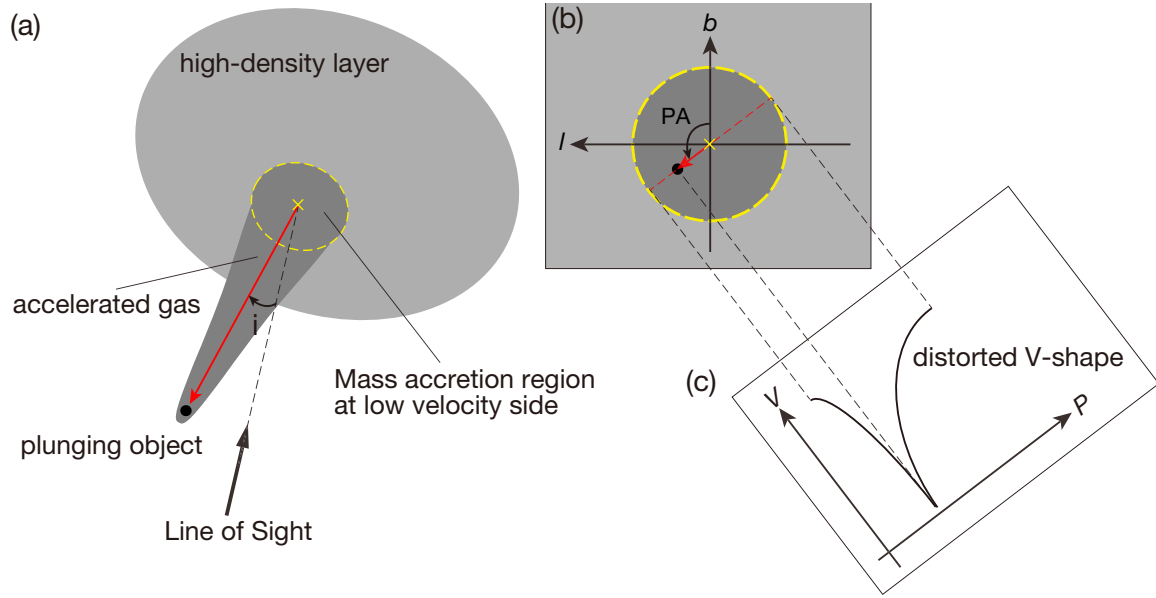 (a)
high-density layer
accelerated gas
i
Mass accretion region
at low velocity side
plunging object
Line of Sight
(b)
b
PA
l
(c)
distorted V-shape
V
P